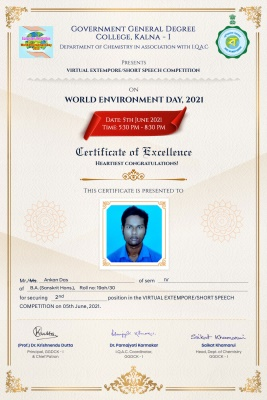 Government General Degree
College, Kalna - I
Department of Chemistry in association with I.Q.A.C
Presents
Virtual Extempore/Short Speech Competition
On
World Environment Day, 2021
Date: 5th June 2021
Time: 5:30 PM - 8:30 PM
Certificate of Excellence
Heartiest Congratulations!
This certificate is presented to
Mr./Ms. Ankan Das of sem IV
of B.A. (Sanskrit Hons.), Roll no: 19sh/30
for securing 2nd position in the VIRTUAL EXTEMPORE/SHORT SPEECH
COMPETITION on 05th June, 2021.
(Prof.) Dr. Krishnendu Dutta
Principal, GGDCK - I
& Chief Patron
Dr. Parnajyoti Karmakar
I.Q.A.C Coordinator,
GGDCK - I
Saikat Khamarui
Head, Dept. of Chemistry
GGDCK - I